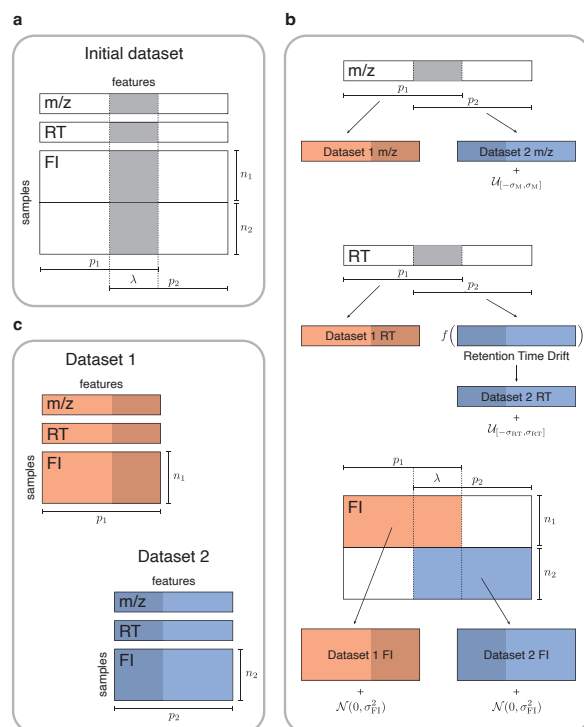 a
Initial dataset
features
m/z
RT
FI
samples
n₁
n₂
p₁
λ
p₂
c
Dataset 1
features
m/z
RT
FI
samples
n₁
p₁
Dataset 2
features
m/z
RT
FI
samples
n₂
p₂
b
m/z
p₁
p₂
Dataset 1 m/z
Dataset 2 m/z
+
𝒰[−σM,σM]
RT
p₁
p₂
Dataset 1 RT
f( )
Retention Time Drift
Dataset 2 RT
+
𝒰[−σRT,σRT]
p₁
λ
p₂
FI
n₁
n₂
Dataset 1 FI
Dataset 2 FI
+
𝒩(0, σ²FI)
+
𝒩(0, σ²FI)